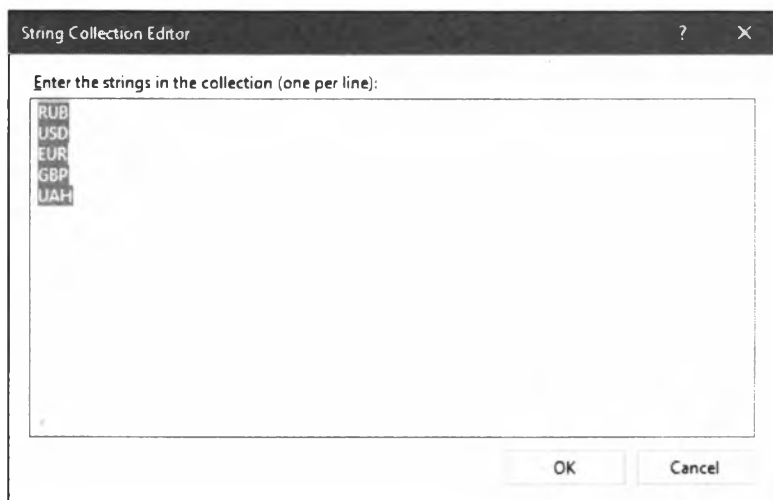 String Collection Editor ? ×
Enter the strings in the collection (one per line):
RUB
USD
EUR
GBP
UAH
OK Cancel